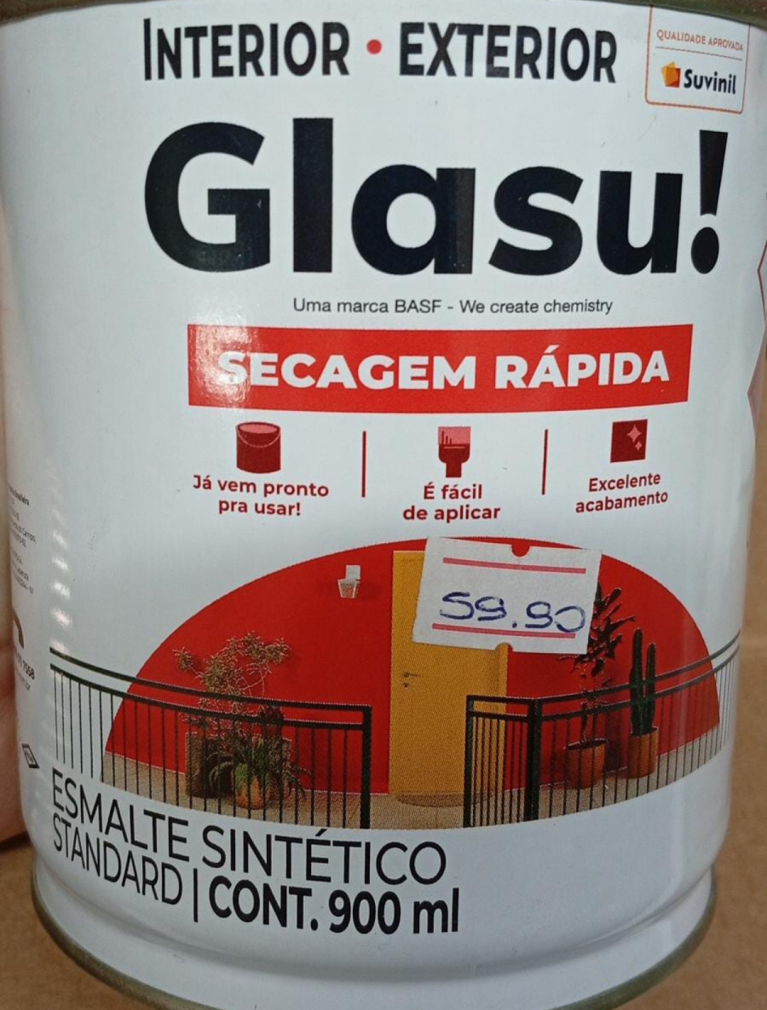 INTERIOR • EXTERIOR
QUALIDADE APROVADA
Suvinil
Glasu!
Uma marca BASF - We create chemistry
SECAGEM RÁPIDA
Já vem pronto
pra usar!
É fácil
de aplicar
Excelente
acabamento
59.90
ESMALTE SINTÉTICO
STANDARD | CONT. 900 ml